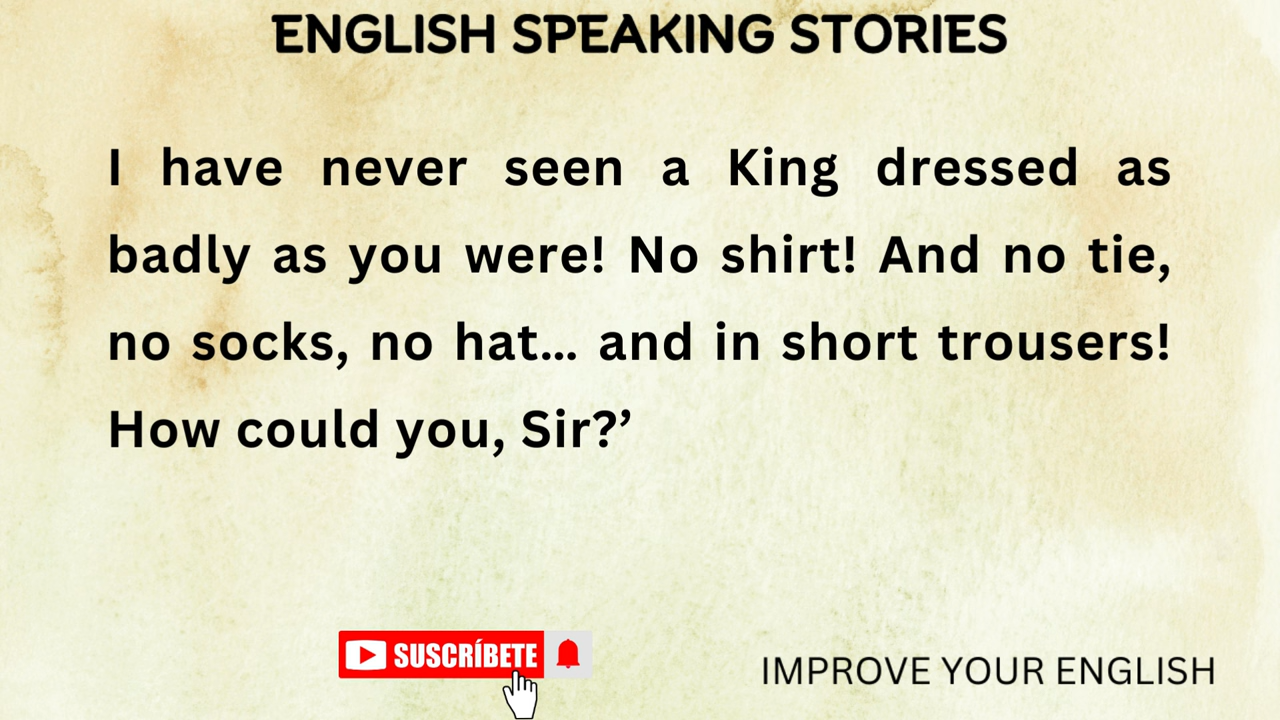 ENGLISH SPEAKING STORIES
I have never seen a King dressed as
badly as you were! No shirt! And no tie,
no socks, no hat... and in short trousers!
How could you, Sir?’
SUSCRÍBETE
IMPROVE YOUR ENGLISH